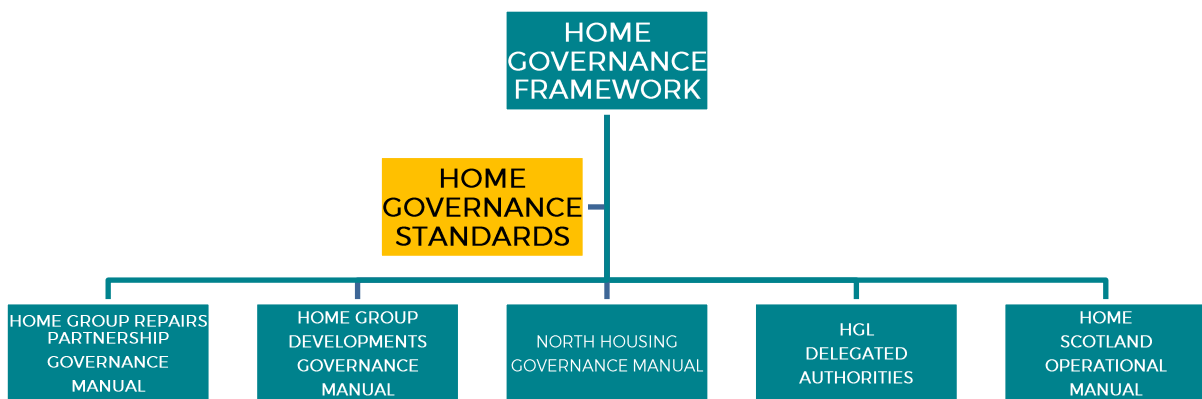 HOME
GOVERNANCE
FRAMEWORK
HOME
GOVERNANCE
STANDARDS
HOME GROUP REPAIRS
PARTNERSHIP
GOVERNANCE
MANUAL
HOME GROUP
DEVELOPMENTS
GOVERNANCE
MANUAL
NORTH HOUSING
GOVERNANCE MANUAL
HGL
DELEGATED
AUTHORITIES
HOME
SCOTLAND
OPERATIONAL
MANUAL